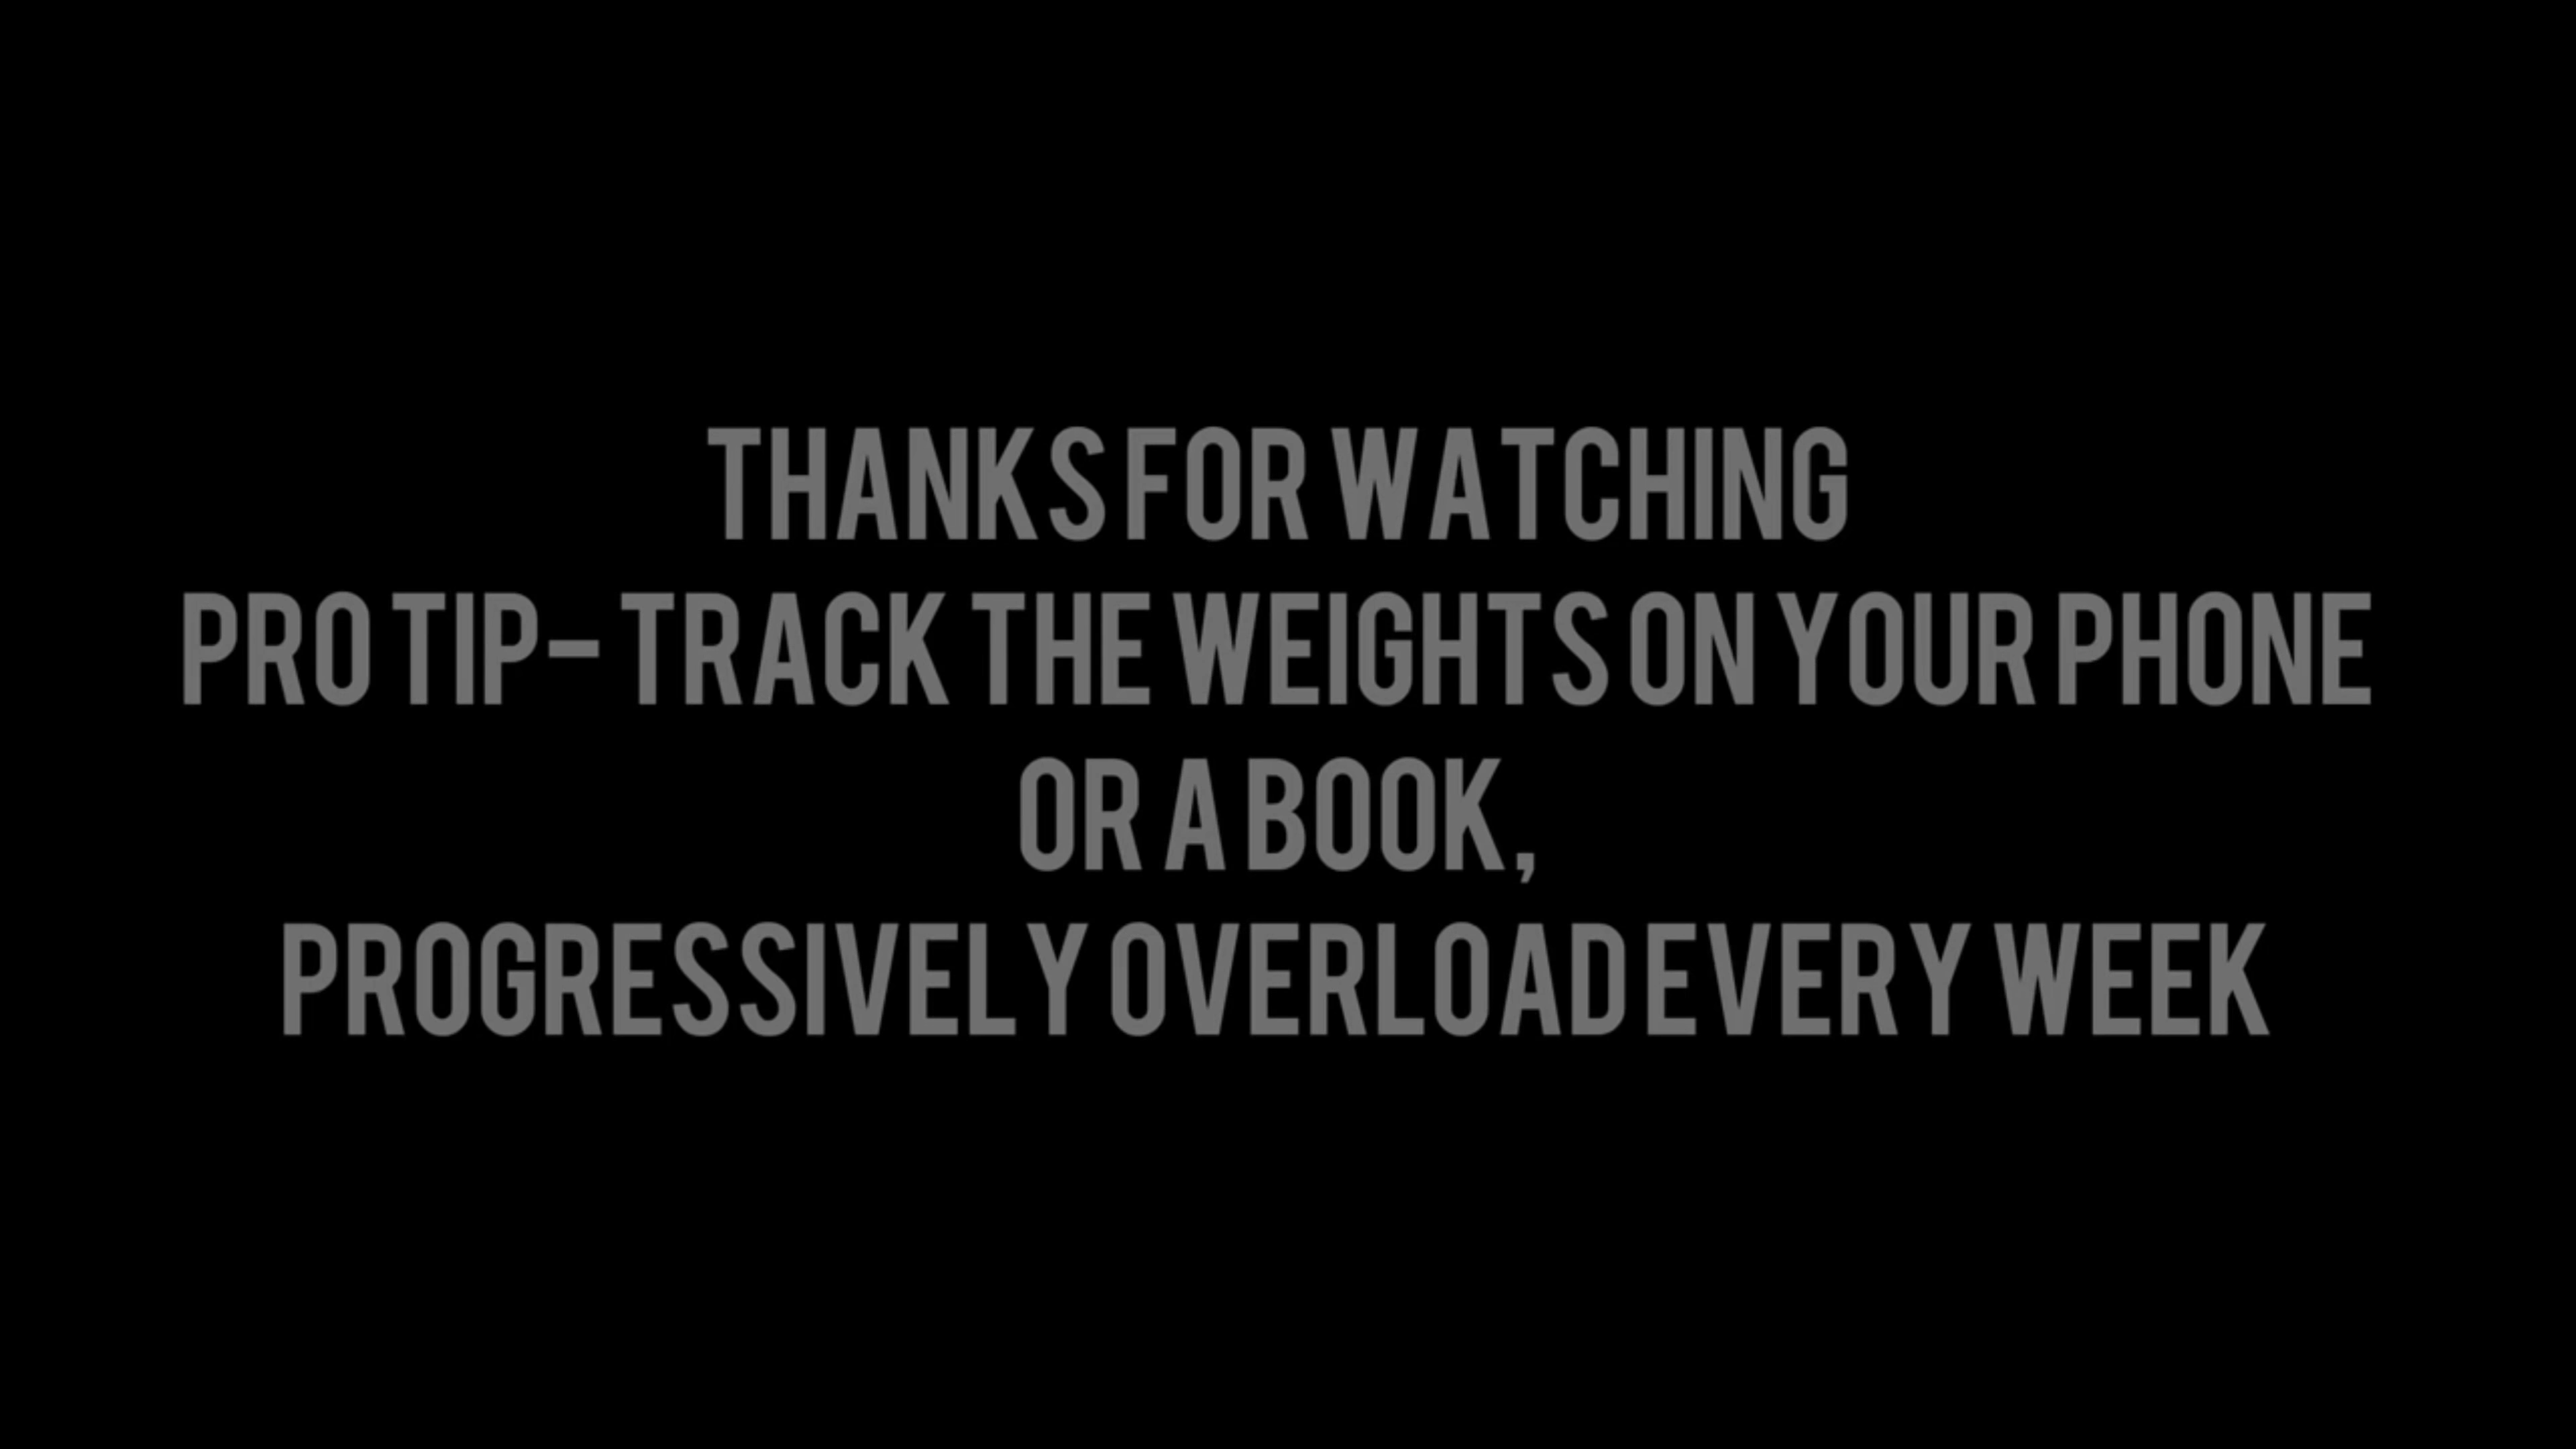 THANKS FOR WATCHING
PRO TIP- TRACK THE WEIGHTS ON YOUR PHONE
OR A BOOK,
PROGRESSIVELY OVERLOAD EVERY WEEK